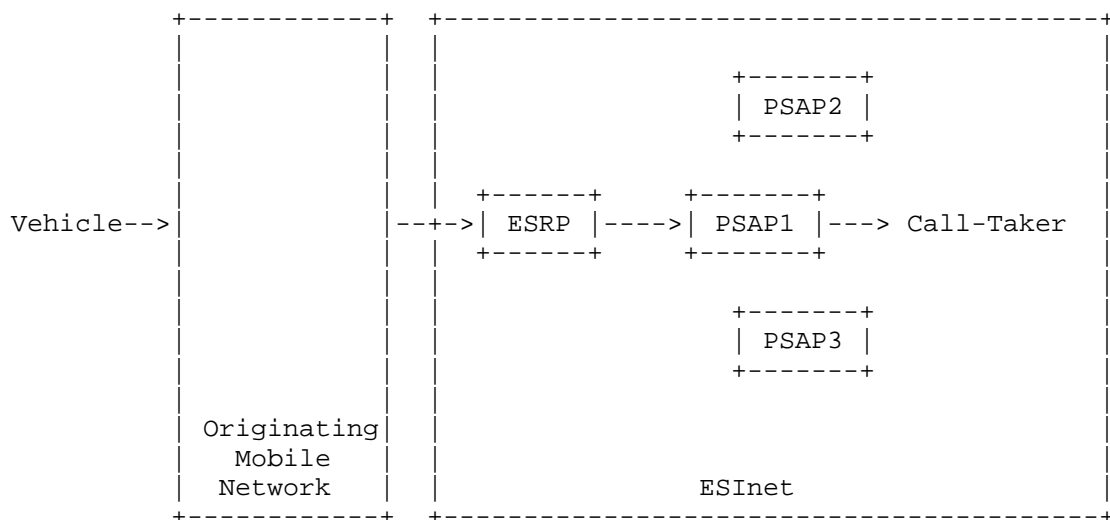 PSAP2
Vehicle--> --+-> ESRP ----> PSAP1 ---> Call-Taker
PSAP3
Originating
Mobile
Network ESInet